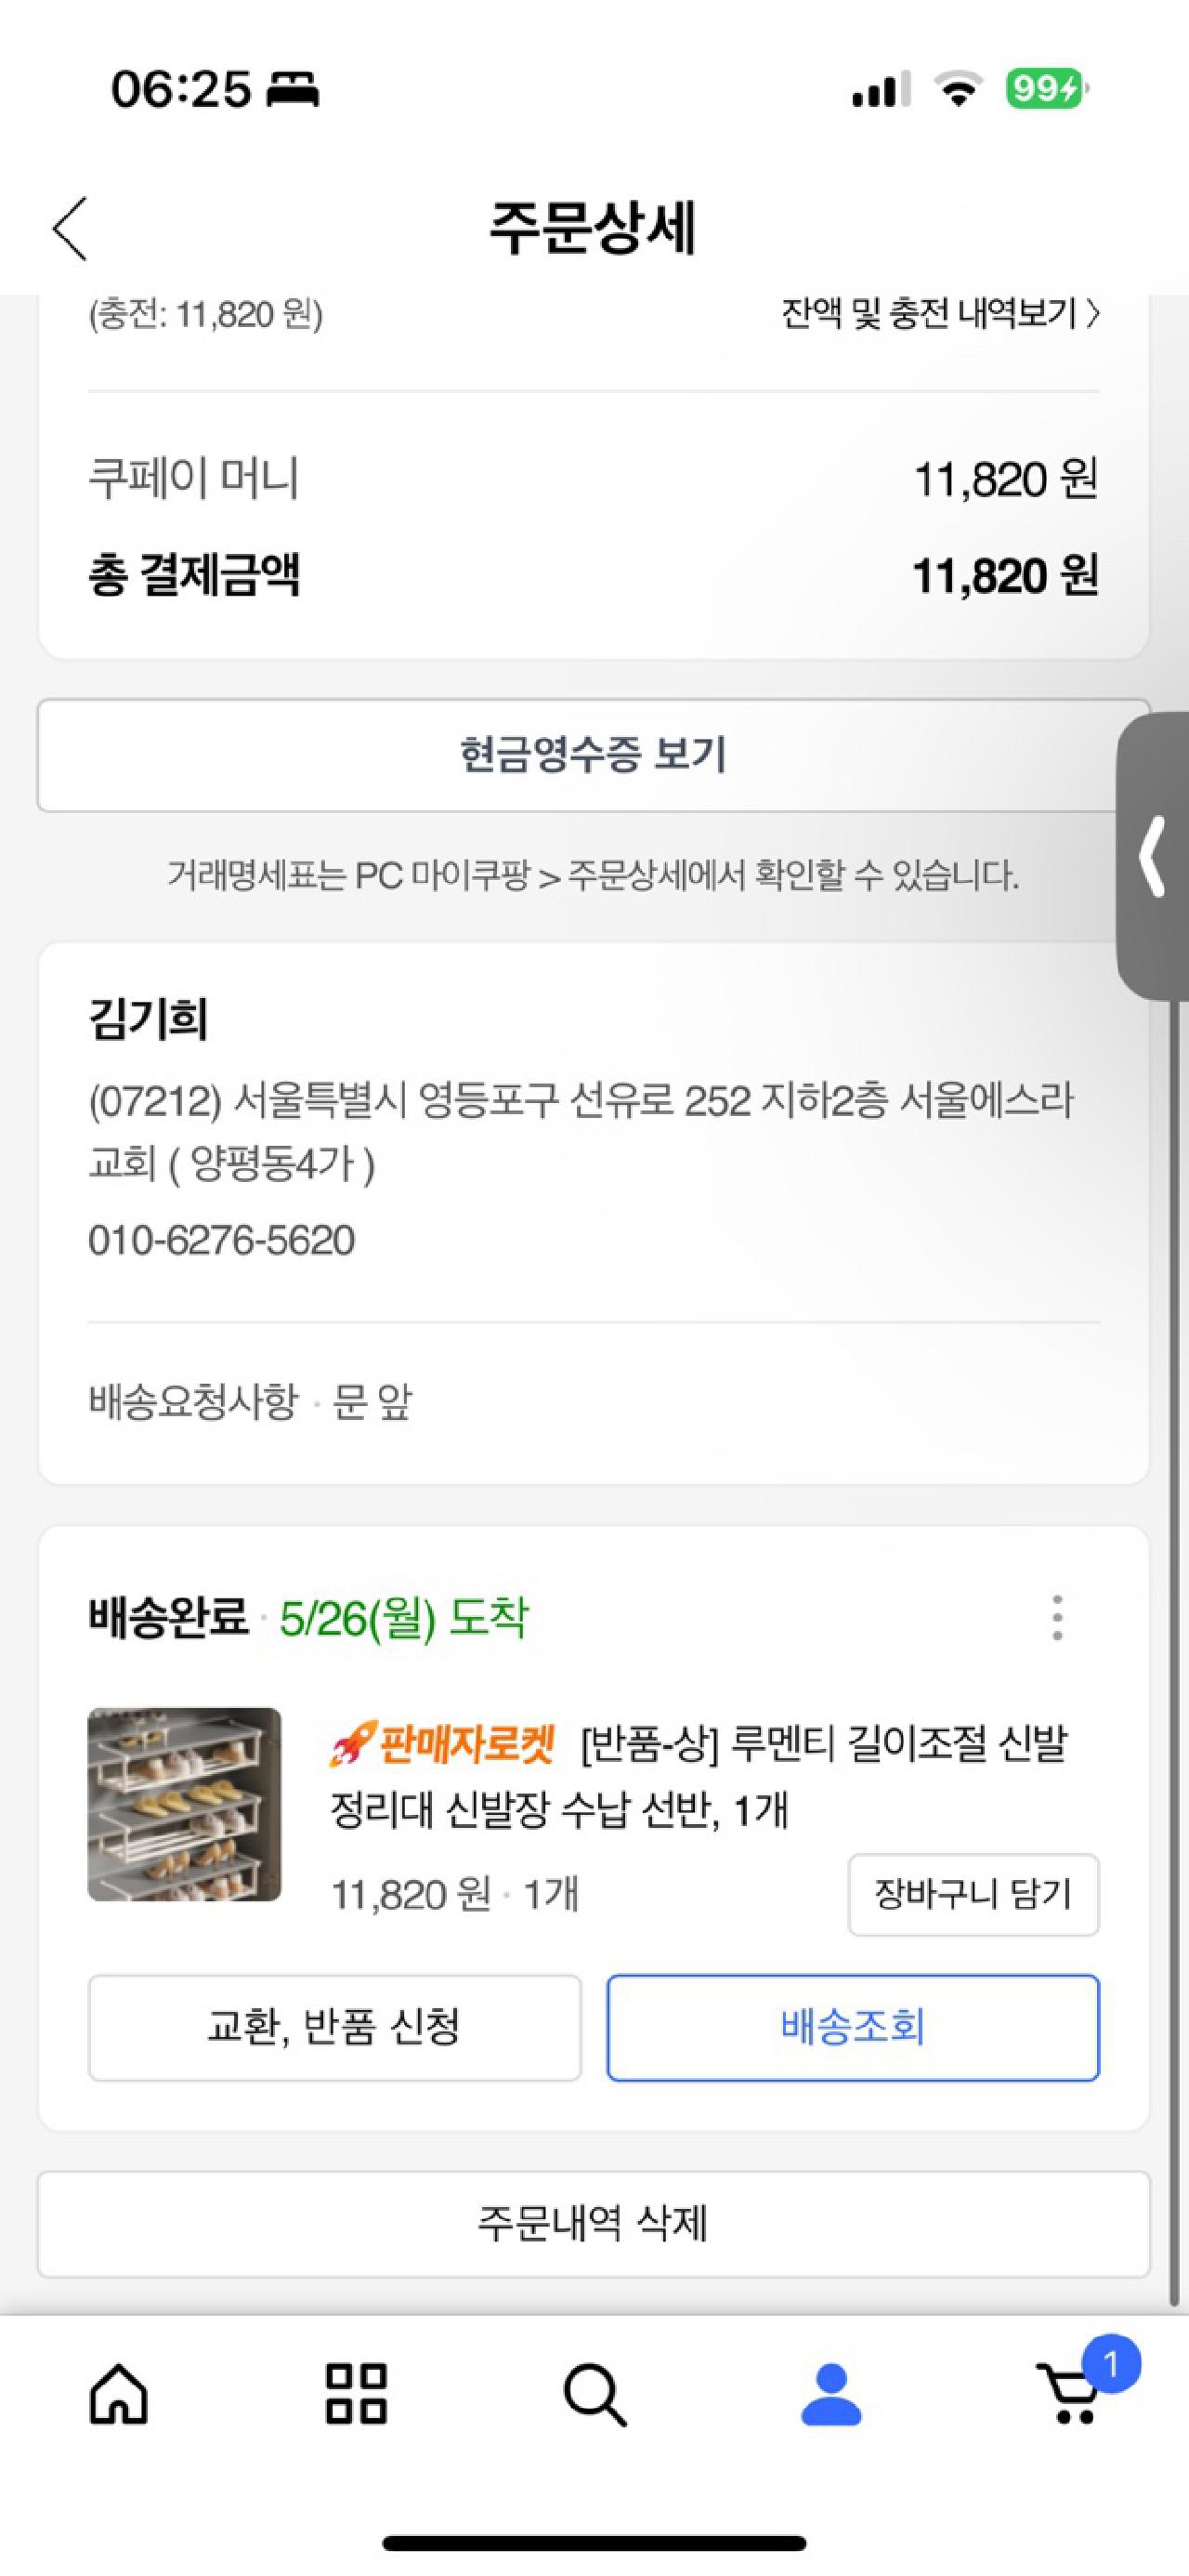 06:25
99
주문상세
(충전: 11,820 원)
잔액 및 충전 내역보기 >
쿠페이 머니
11,820 원
총 결제금액
11,820 원
현금영수증 보기
거래명세표는 PC 마이쿠팡 > 주문상세에서 확인할 수 있습니다.
김기희
(07212) 서울특별시 영등포구 선유로 252 지하2층 서울에스라
교회 ( 양평동4가 )
010-6276-5620
배송요청사항 · 문 앞
배송완료 · 5/26(월) 도착
판매자로켓 [반품-상] 루멘티 길이조절 신발
정리대 신발장 수납 선반, 1개
11,820 원 · 1개
장바구니 담기
교환, 반품 신청
배송조회
주문내역 삭제
1